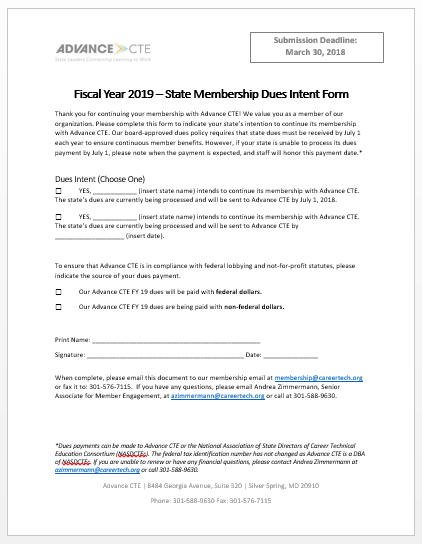 Submission Deadline:
March 30, 2018
ADVANCE CTE
State Leaders Connecting Learning to Work
Fiscal Year 2019 – State Membership Dues Intent Form
Thank you for continuing your membership with Advance CTE! We value you as a member of our
organization. Please complete this form to indicate your state's intention to continue its membership
with Advance CTE. Our board-approved dues policy requires that state dues must be received by July 1
each year to ensure continuous member benefits. However, if your state is unable to process its dues
payment by July 1, please note when the payment is expected, and staff will honor this payment date.*
Dues Intent (Choose One)
☐ YES, ____________ (insert state name) intends to continue its membership with Advance CTE.
The state's dues are currently being processed and will be sent to Advance CTE by July 1, 2018.
☐ YES, ____________ (insert state name) intends to continue its membership with Advance CTE.
The state's dues are currently being processed and will be sent to Advance CTE by
___________________ (insert date).
To ensure that Advance CTE is in compliance with federal lobbying and not-for-profit statutes, please
indicate the source of your dues payment.
☐ Our Advance CTE FY 19 dues will be paid with federal dollars.
☐ Our Advance CTE FY 19 dues are being paid with non-federal dollars.
Print Name: ______________________________________________
Signature: ___________________________________________ Date: _______________
When complete, please email this document to our membership email at membership@careertech.org
or fax it to: 301-576-7115. If you have any questions, please email Andrea Zimmermann, Senior
Associate for Member Engagement, at azimmermann@careertech.org or call at 301-588-9630.
*Dues payments can be made to Advance CTE or the National Association of State Directors of Career Technical
Education Consortium (NASDCTEc). The federal tax identification number has not changed as Advance CTE is a DBA
of NASDCTEc. If you are unable to renew or have any financial questions, please contact Andrea Zimmermann at
azimmermann@careertech.org or call 301-588-9630.
Advance CTE | 8484 Georgia Avenue, Suite 320 | Silver Spring, MD 20910
Phone: 301-588-9630 Fax: 301-576-7115